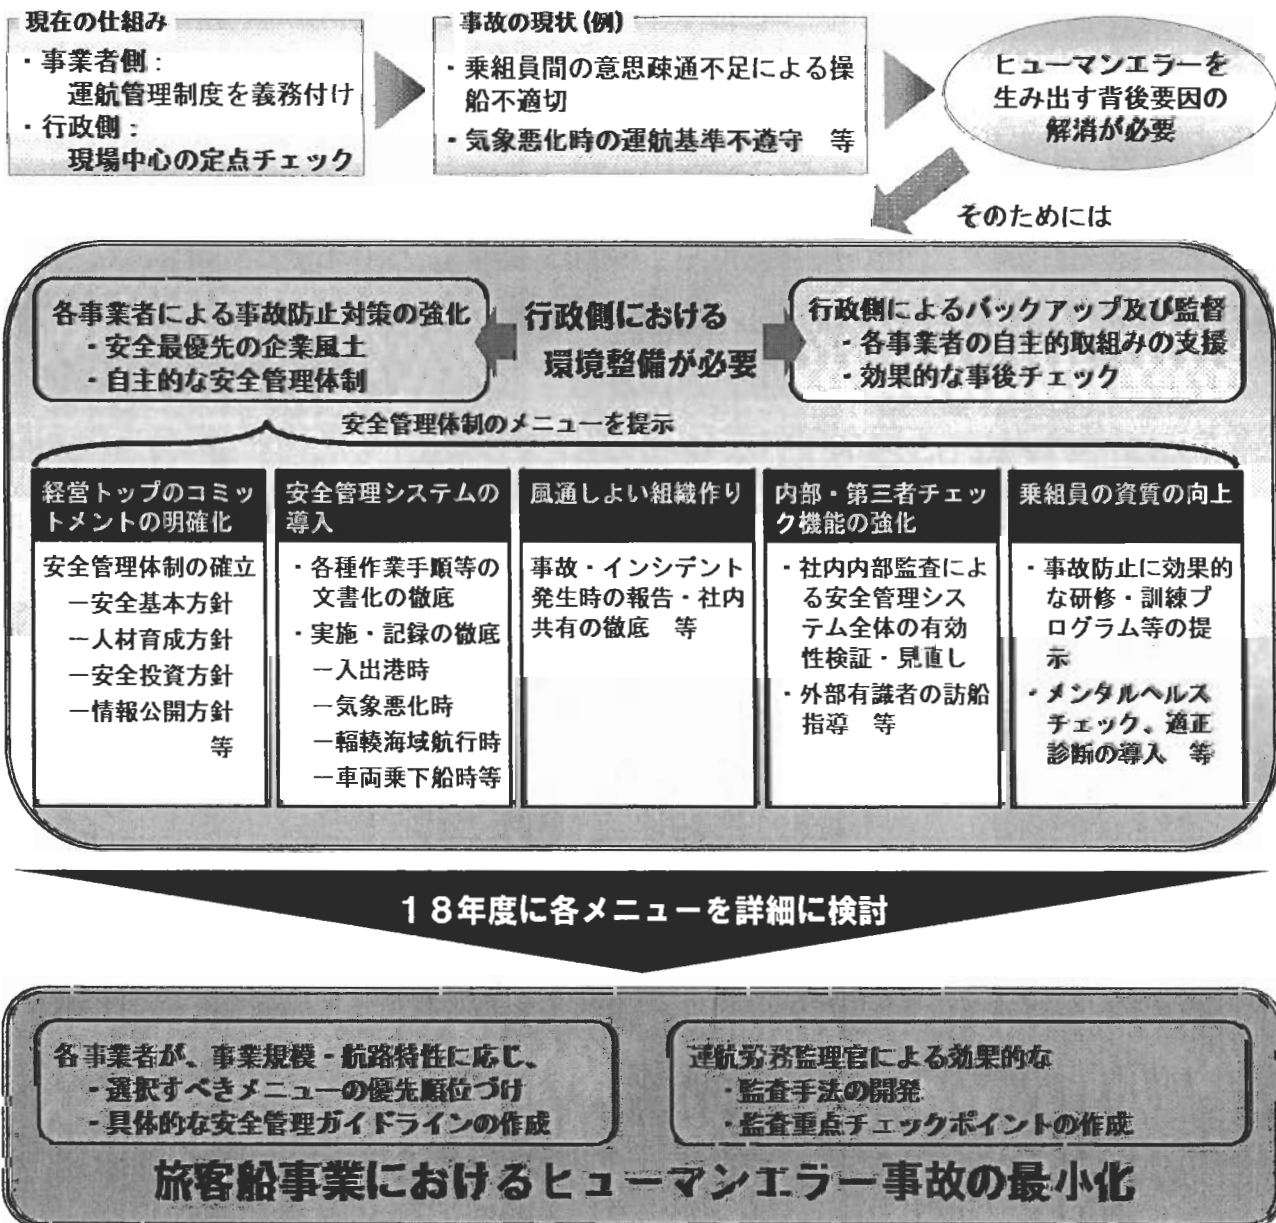 現在の仕組み
・事業者側：
運航管理制度を義務付け
・行政側：
現場中心の定点チェック
事故の現状(例)
・乗組員間の意思疎通不足による操
船不適切
・気象悪化時の運航基準不遵守　等
ヒューマンエラーを
生み出す背後要因の
解消が必要
そのためには
各事業者による事故防止対策の強化
・安全最優先の企業風土
・自主的な安全管理体制
行政側における
環境整備が必要
行政側によるバックアップ及び監督
・各事業者の自主的取組みの支援
・効果的な事後チェック
安全管理体制のメニューを提示
経営トップのコミッ
トメントの明確化
安全管理体制の確立
－安全基本方針
－人材育成方針
－安全投資方針
－情報公開方針
等
安全管理システムの
導入
・各種作業手順等の
文書化の徹底
・実施・記録の徹底
－入出港時
－気象悪化時
－輻輳海域航行時
－車両乗下船時等
風通しよい組織作り
事故・インシデント
発生時の報告・社内
共有の徹底　等
内部・第三者チェッ
ク機能の強化
・社内内部監査によ
る安全管理シス
テム全体の有効
性検証・見直し
・外部有識者の訪船
指導　等
乗組員の資質の向上
・事故防止に効果的
な研修・訓練プ
ログラム等の提
示
・メンタルヘルス
チェック、適正
診断の導入　等
１８年度に各メニューを詳細に検討
各事業者が、事業規模・航路特性に応じ、
・選択すべきメニューの優先順位づけ
・具体的な安全管理ガイドラインの作成
運航労務監理官による効果的な
・監査手法の開発
・監査重点チェックポイントの作成
旅客船事業におけるヒューマンエラー事故の最小化